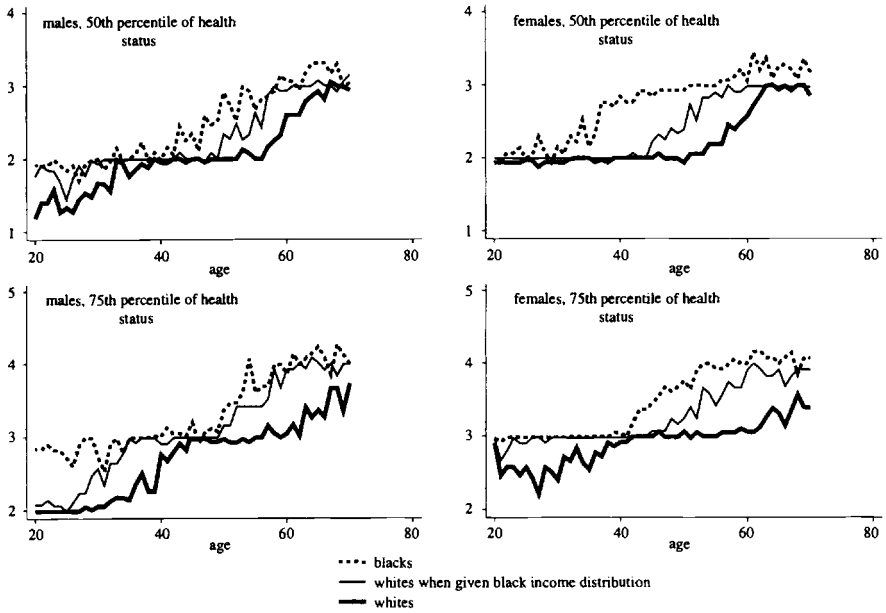 males, 50th percentile of health
status
4
3
2
1
20
40
60
80
age
females, 50th percentile of health
status
4
3
2
1
20
40
60
80
age
males, 75th percentile of health
status
5
4
3
2
20
40
60
80
age
females, 75th percentile of health
status
5
4
3
2
20
40
60
80
age
blacks
whites when given black income distribution
whites